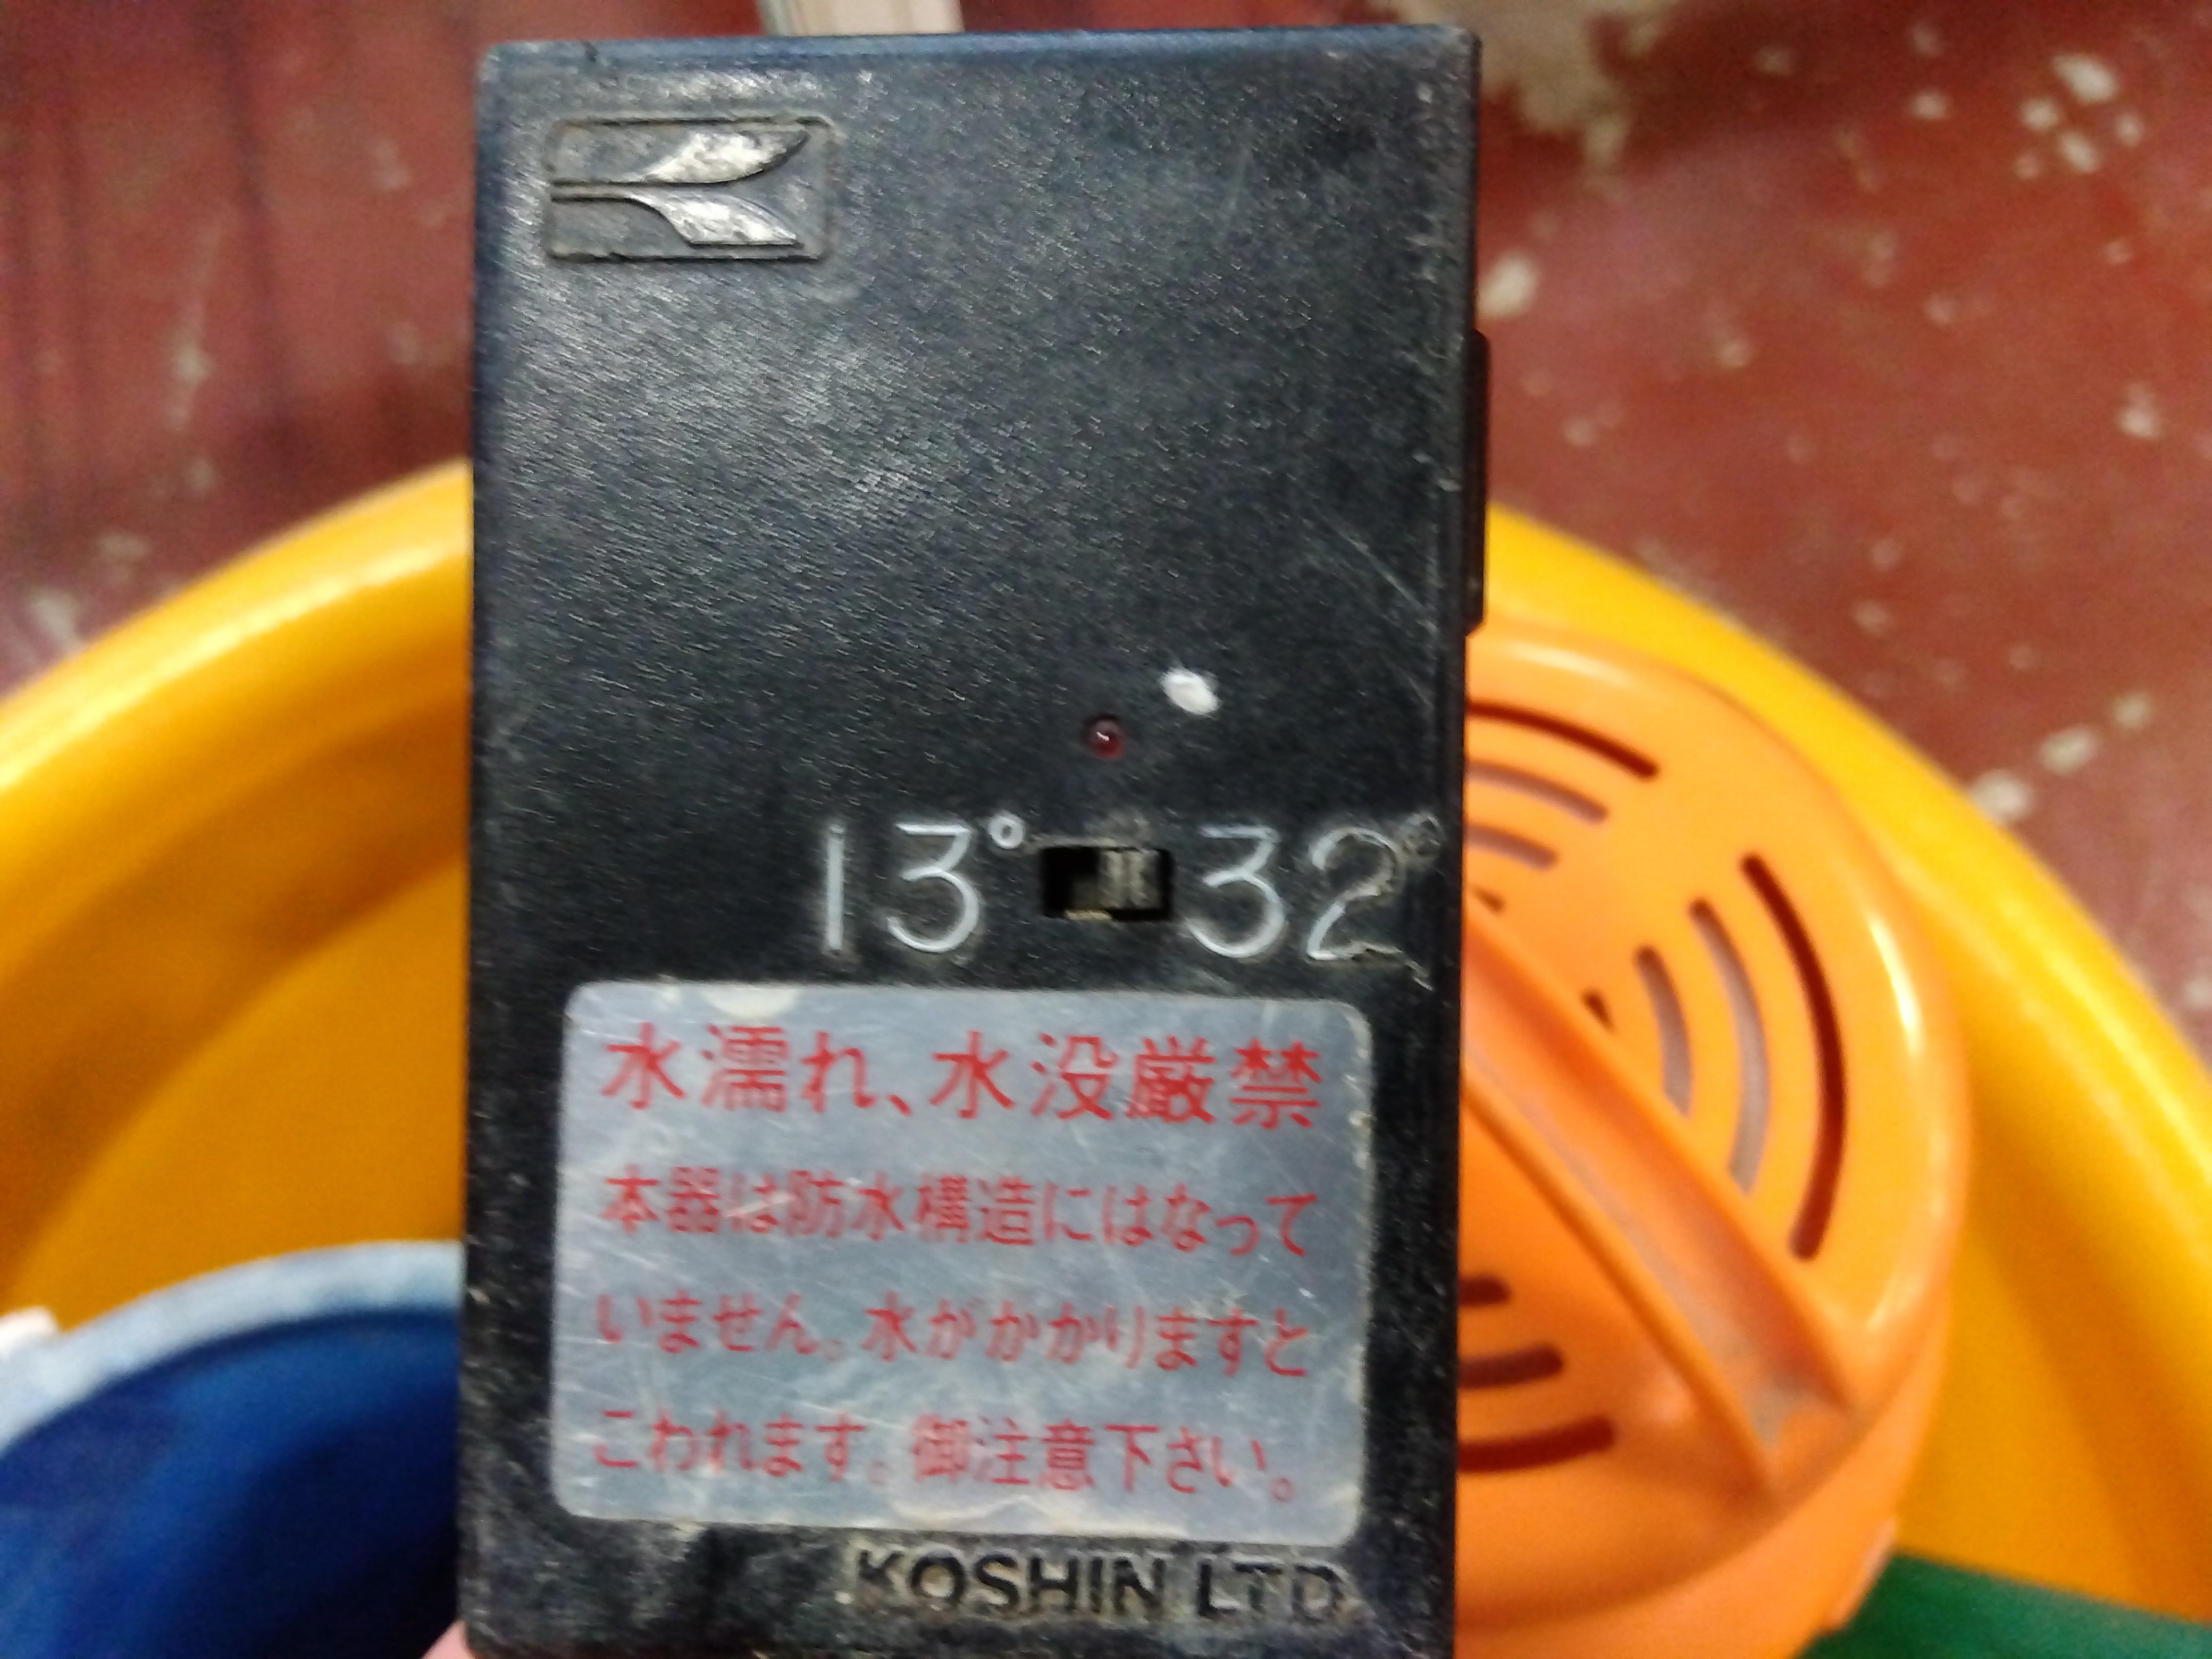 13° 32°
水濡れ、水没厳禁
本器は防水構造にはなって
いません。水がかかりますと
こわれます。御注意下さい。
KOSHIN LTD.